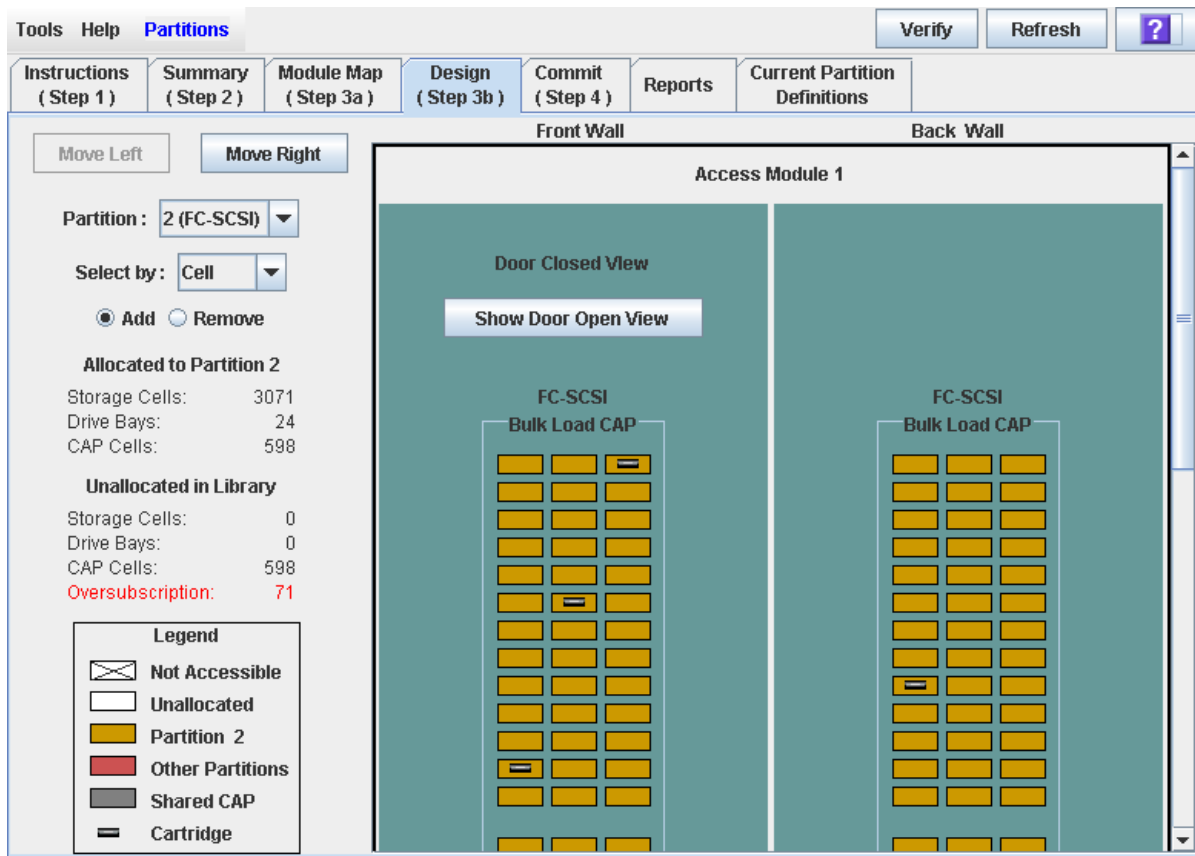 Tools Help Partitions
Verify Refresh ?
Instructions
( Step 1 )
Summary
( Step 2 )
Module Map
( Step 3a )
Design
( Step 3b )
Commit
( Step 4 )
Reports
Current Partition
Definitions
Move Left Move Right
Partition : 2 (FC-SCSI)
Select by : Cell
Add Remove
Allocated to Partition 2
Storage Cells: 3071
Drive Bays: 24
CAP Cells: 598
Unallocated in Library
Storage Cells: 0
Drive Bays: 0
CAP Cells: 598
Oversubscription: 71
Legend
Not Accessible
Unallocated
Partition 2
Other Partitions
Shared CAP
Cartridge
Front Wall Back Wall
Access Module 1
Door Closed View
Show Door Open View
FC-SCSI
Bulk Load CAP
FC-SCSI
Bulk Load CAP